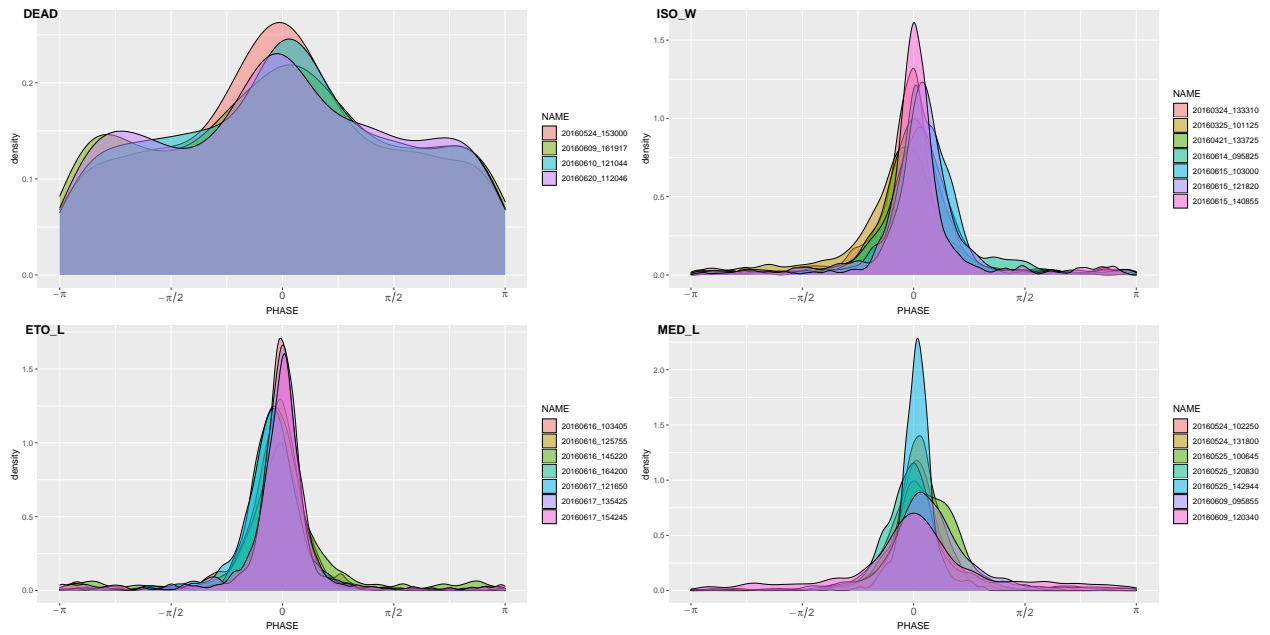 DEAD
density
0.2
0.1
0.0
−π
−π/2
0
π/2
π
PHASE
NAME
20160524_153000
20160609_161917
20160610_121044
20160620_112046
ISO_W
density
1.5
1.0
0.5
0.0
−π
−π/2
0
π/2
π
PHASE
NAME
20160324_133310
20160325_101125
20160421_133725
20160614_095825
20160615_103000
20160615_121820
20160615_140855
ETO_L
density
1.5
1.0
0.5
0.0
−π
−π/2
0
π/2
π
PHASE
NAME
20160616_103405
20160616_125755
20160616_145220
20160616_164200
20160617_121650
20160617_135425
20160617_154245
MED_L
density
2.0
1.5
1.0
0.5
0.0
−π
−π/2
0
π/2
π
PHASE
NAME
20160524_102250
20160524_131800
20160525_100645
20160525_120830
20160525_142944
20160609_095855
20160609_120340